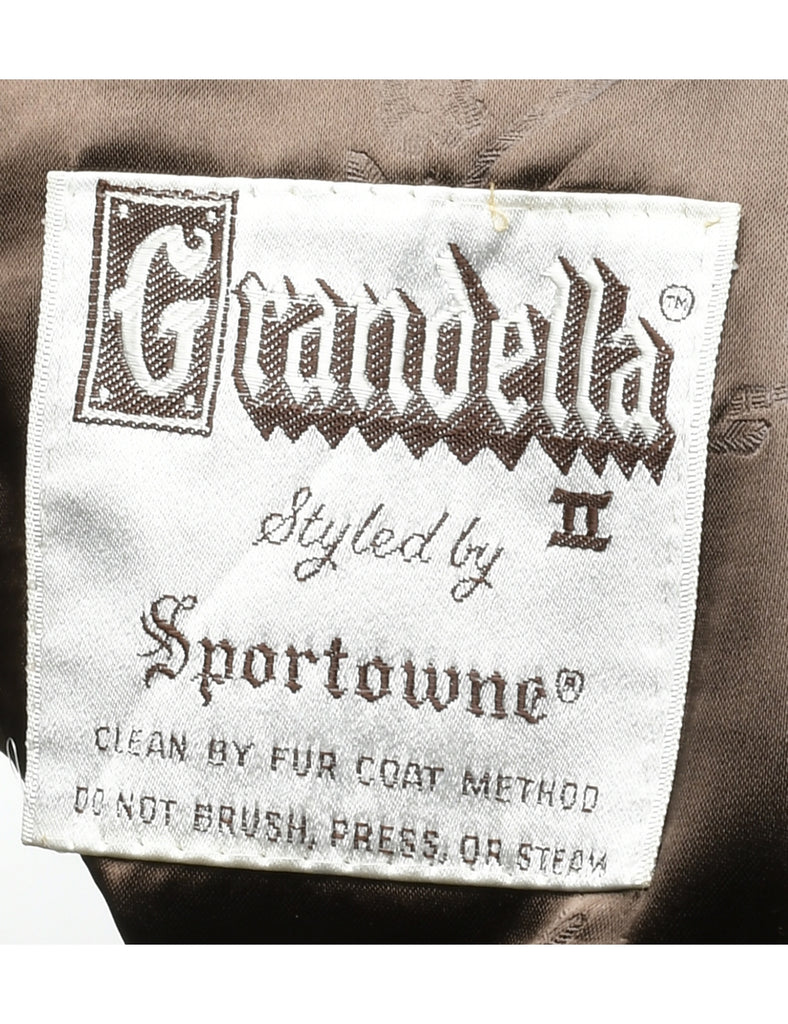 Grandella™
II
Styled by
Sportowne®
CLEAN BY FUR COAT METHOD
DO NOT BRUSH, PRESS, OR STEAM